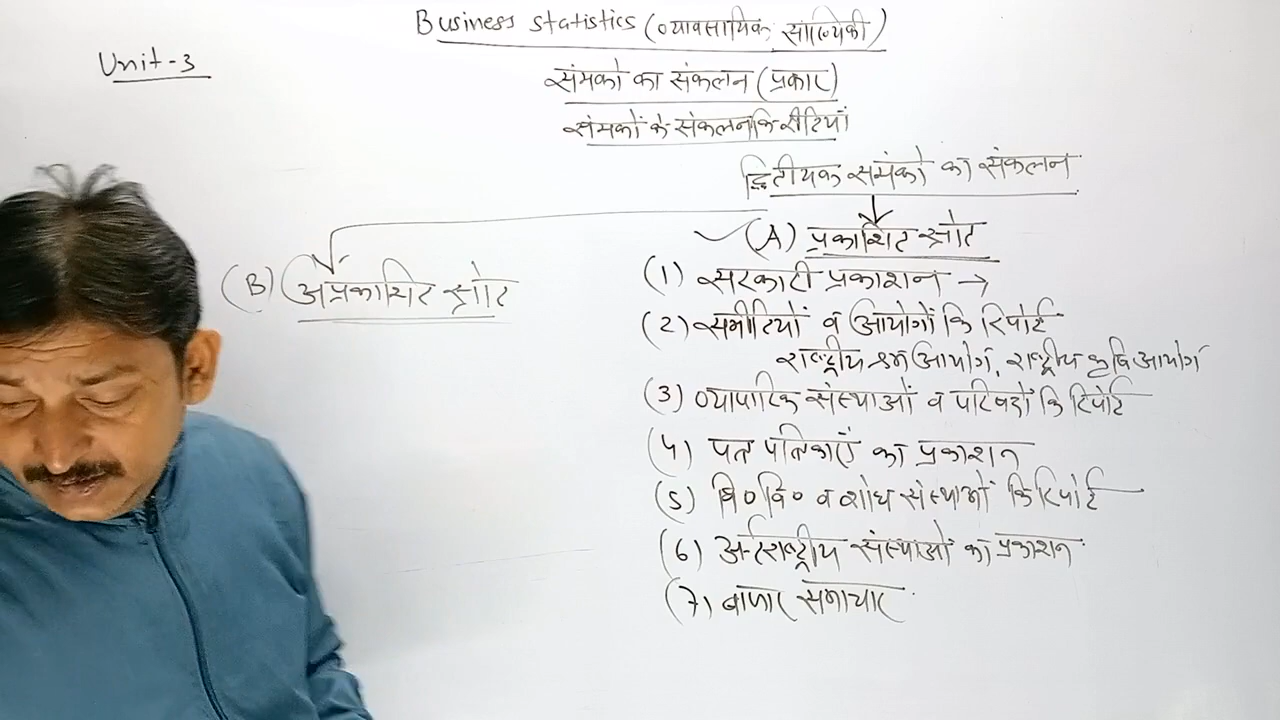 Business statistics (व्यावसायिक सांख्यिकी)
Unit-3
संमको का संकलन (प्रकार)
संमकों के संकलन कि रीतियाँ
द्वितीयक समंको का संकलन
(A) प्रकाशित स्त्रोत
(B) अप्रकाशित स्त्रोत
(1) सरकारी प्रकाशन →
(2) समीतियों व आयोगों कि रिपोर्ट
राष्ट्रीय श्रम आयोग, राष्ट्रीय कृषि आयोग
(3) व्यापारिक संस्थाओं व परिषदों कि रिपोर्ट
(4) पत्र पत्रिकाएँ का प्रकाशन
(5) वि० वि० व शोध संस्थाओं कि रिपोर्ट
(6) अर्न्तराष्ट्रीय संस्थाओं का प्रकाशन
(7) बाजार समाचार